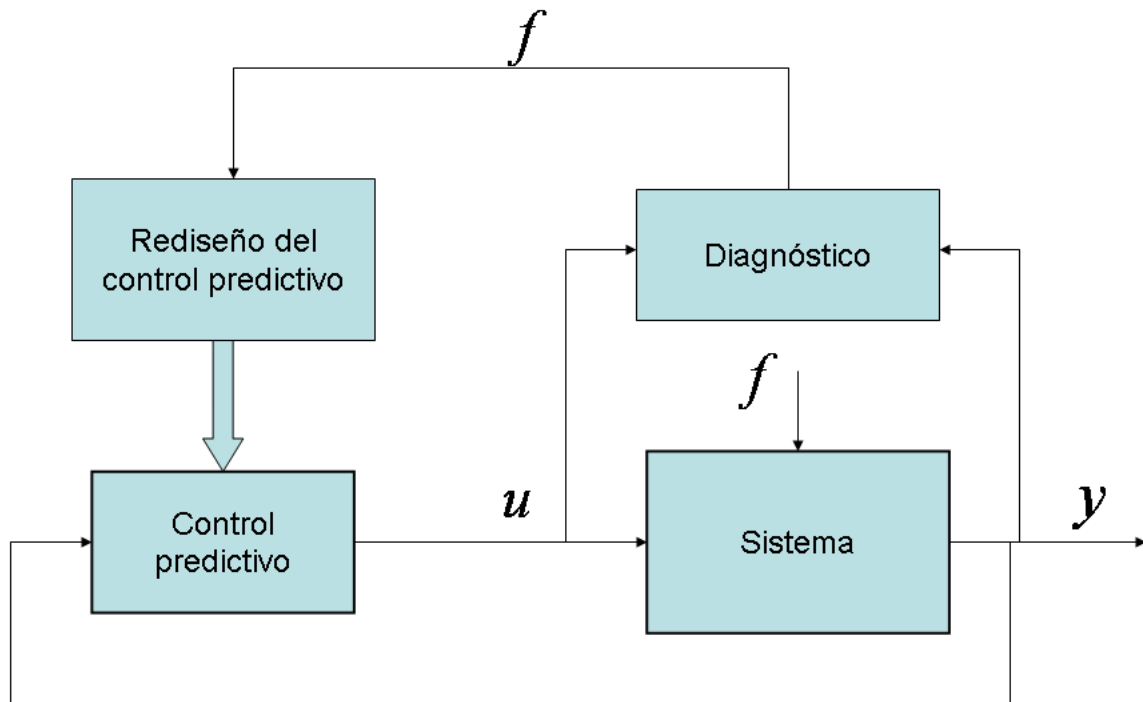 f
Rediseño del
control predictivo
Diagnóstico
f
Control
predictivo
u
Sistema
y